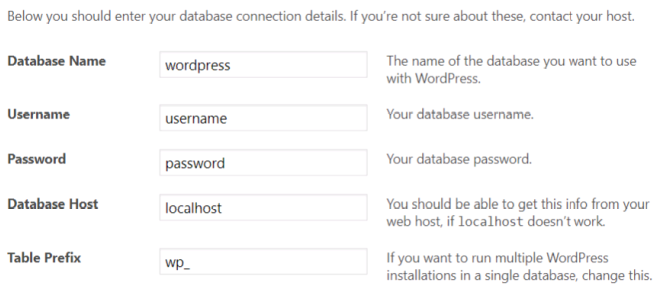 Below you should enter your database connection details. If you're not sure about these, contact your host.
Database Name
wordpress
The name of the database you want to use
with WordPress.
Username
username
Your database username.
Password
password
Your database password.
Database Host
localhost
You should be able to get this info from your
web host, if localhost doesn't work.
Table Prefix
wp_
If you want to run multiple WordPress
installations in a single database, change this.